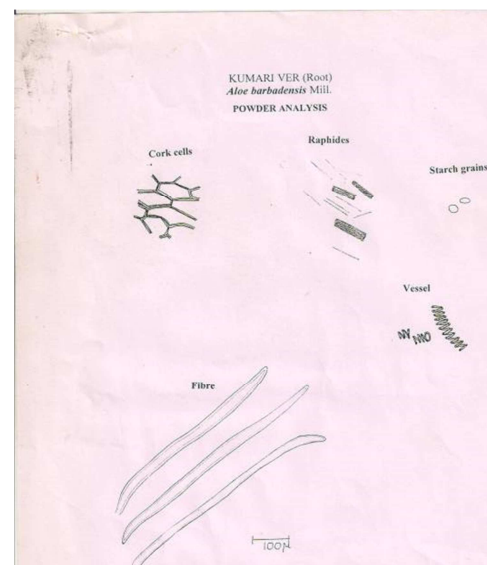 KUMARI VER (Root)
Aloe barbadensis Mill.
POWDER ANALYSIS
Cork cells
Raphides
Starch grains
Vessel
Fibre
100µ